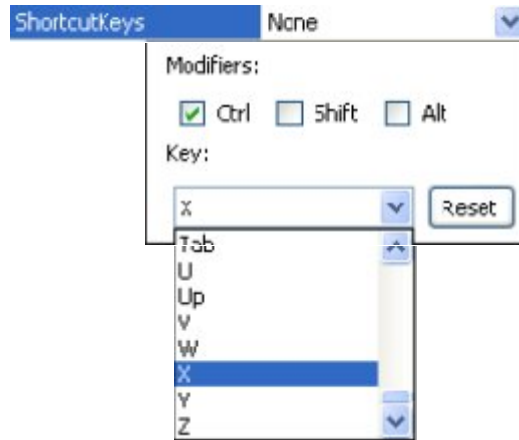 ShortcutKeys None
Modifiers:
Ctrl Shift Alt
Key:
X Reset
Tab
U
Up
V
W
X
Y
Z